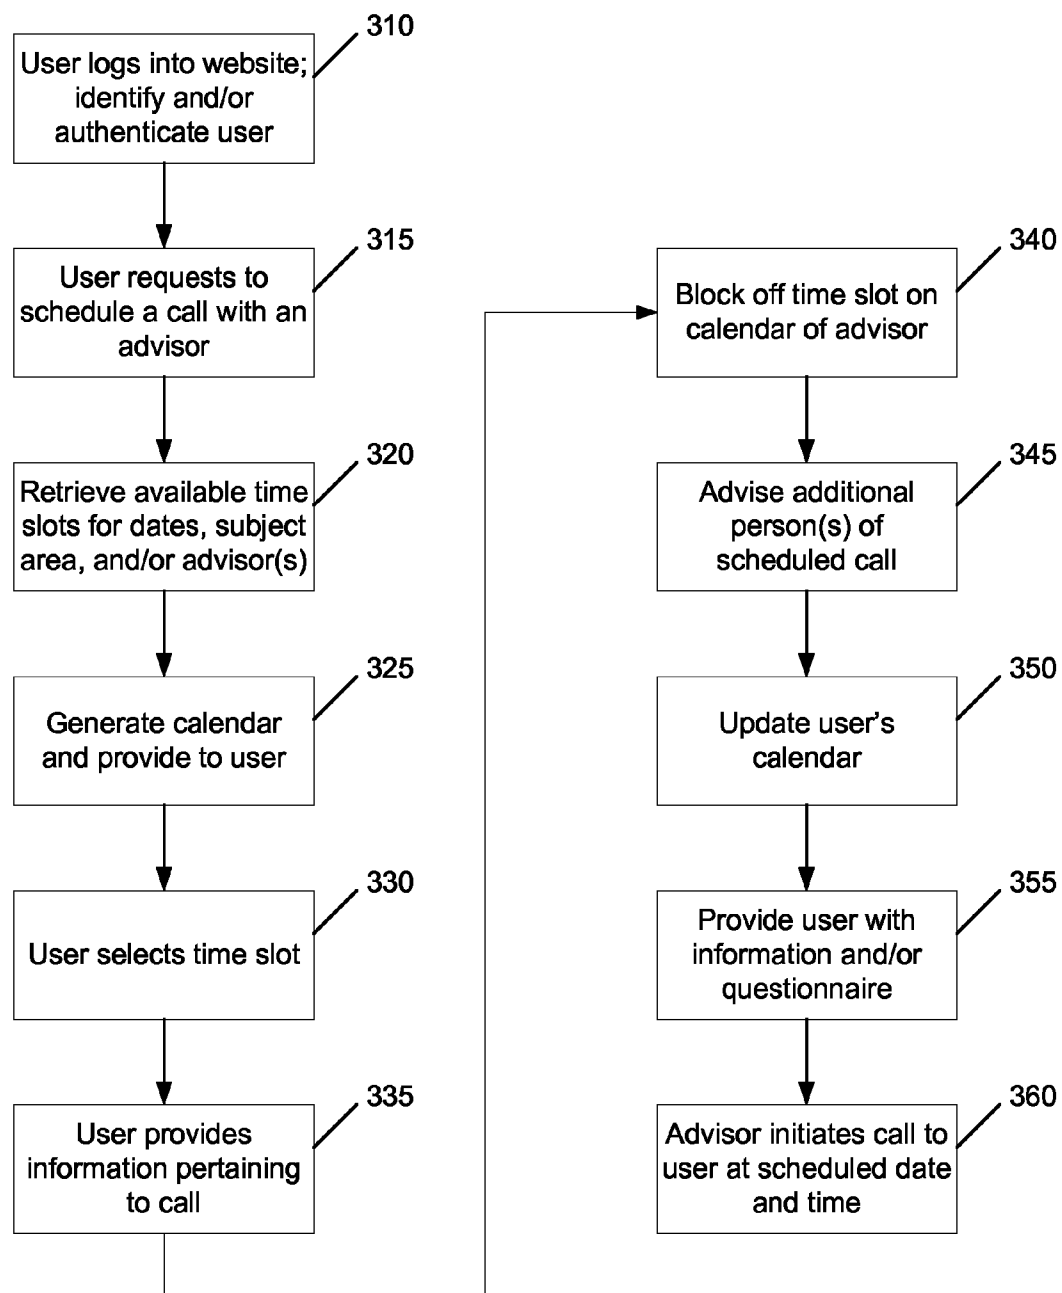 310
User logs into website;
identify and/or
authenticate user
315
User requests to
schedule a call with an
advisor
320
Retrieve available time
slots for dates, subject
area, and/or advisor(s)
325
Generate calendar
and provide to user
330
User selects time slot
335
User provides
information pertaining
to call
340
Block off time slot on
calendar of advisor
345
Advise additional
person(s) of
scheduled call
350
Update user's
calendar
355
Provide user with
information and/or
questionnaire
360
Advisor initiates call to
user at scheduled date
and time